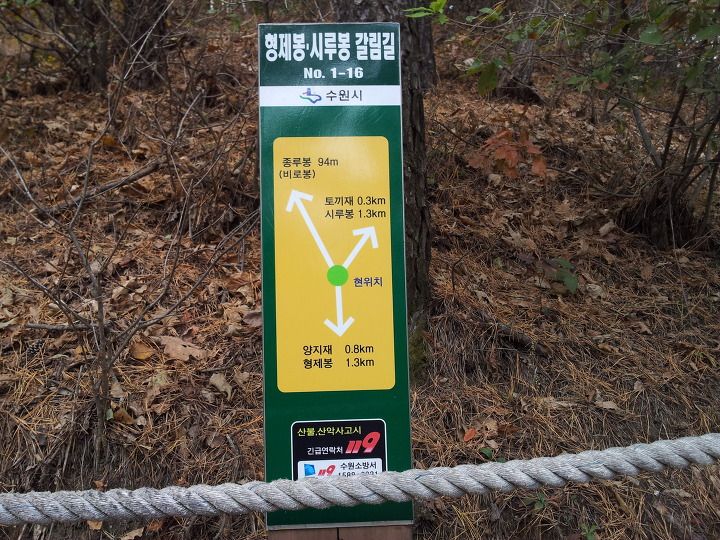 형제봉·시루봉 갈림길
No. 1-16
수원시
종루봉 94m
(비로봉)
토끼재 0.3km
시루봉 1.3km
현위치
양지재 0.8km
형제봉 1.3km
산불,산악사고시
긴급연락처 119
119 수원소방서